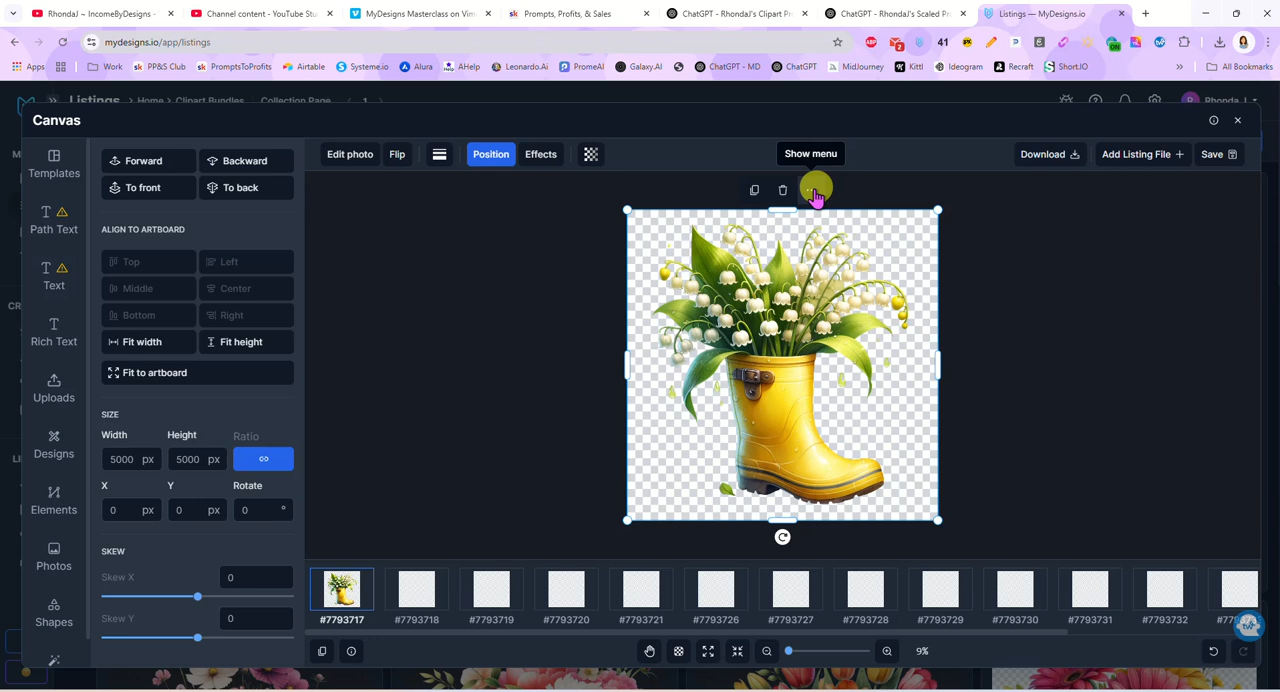 RhondaJ ~ IncomeByDesigns -
Channel content - YouTube Stu
MyDesigns Masterclass on Vim
Prompts, Profits, & Sales
ChatGPT - RhondaJ's Clipart Pr
ChatGPT - RhondaJ's Scaled Pr
Listings — MyDesigns.io
mydesigns.io/app/listings
41
Apps
Work
PP&S Club
PromptsToProfits
Airtable
Systeme.io
Alura
AHelp
Leonardo.Ai
PromeAI
Galaxy.AI
ChatGPT - MD
ChatGPT
MidJourney
Kittl
Ideogram
Recraft
Short.IO
All Bookmarks
Listings
Home
Clipart Bundles
Collection Page
1
Rhonda J
Canvas
Templates
Path Text
Text
Rich Text
Uploads
Designs
Elements
Photos
Shapes
Forward
Backward
To front
To back
ALIGN TO ARTBOARD
Top
Left
Middle
Center
Bottom
Right
Fit width
Fit height
Fit to artboard
SIZE
Width
Height
Ratio
5000 px
5000 px
X
Y
Rotate
0 px
0 px
0 °
SKEW
Skew X
0
Skew Y
0
Edit photo
Flip
Position
Effects
Show menu
Download
Add Listing File +
Save
#7793717
#7793718
#7793719
#7793720
#7793721
#7793726
#7793727
#7793728
#7793729
#7793730
#7793731
#7793732
9%